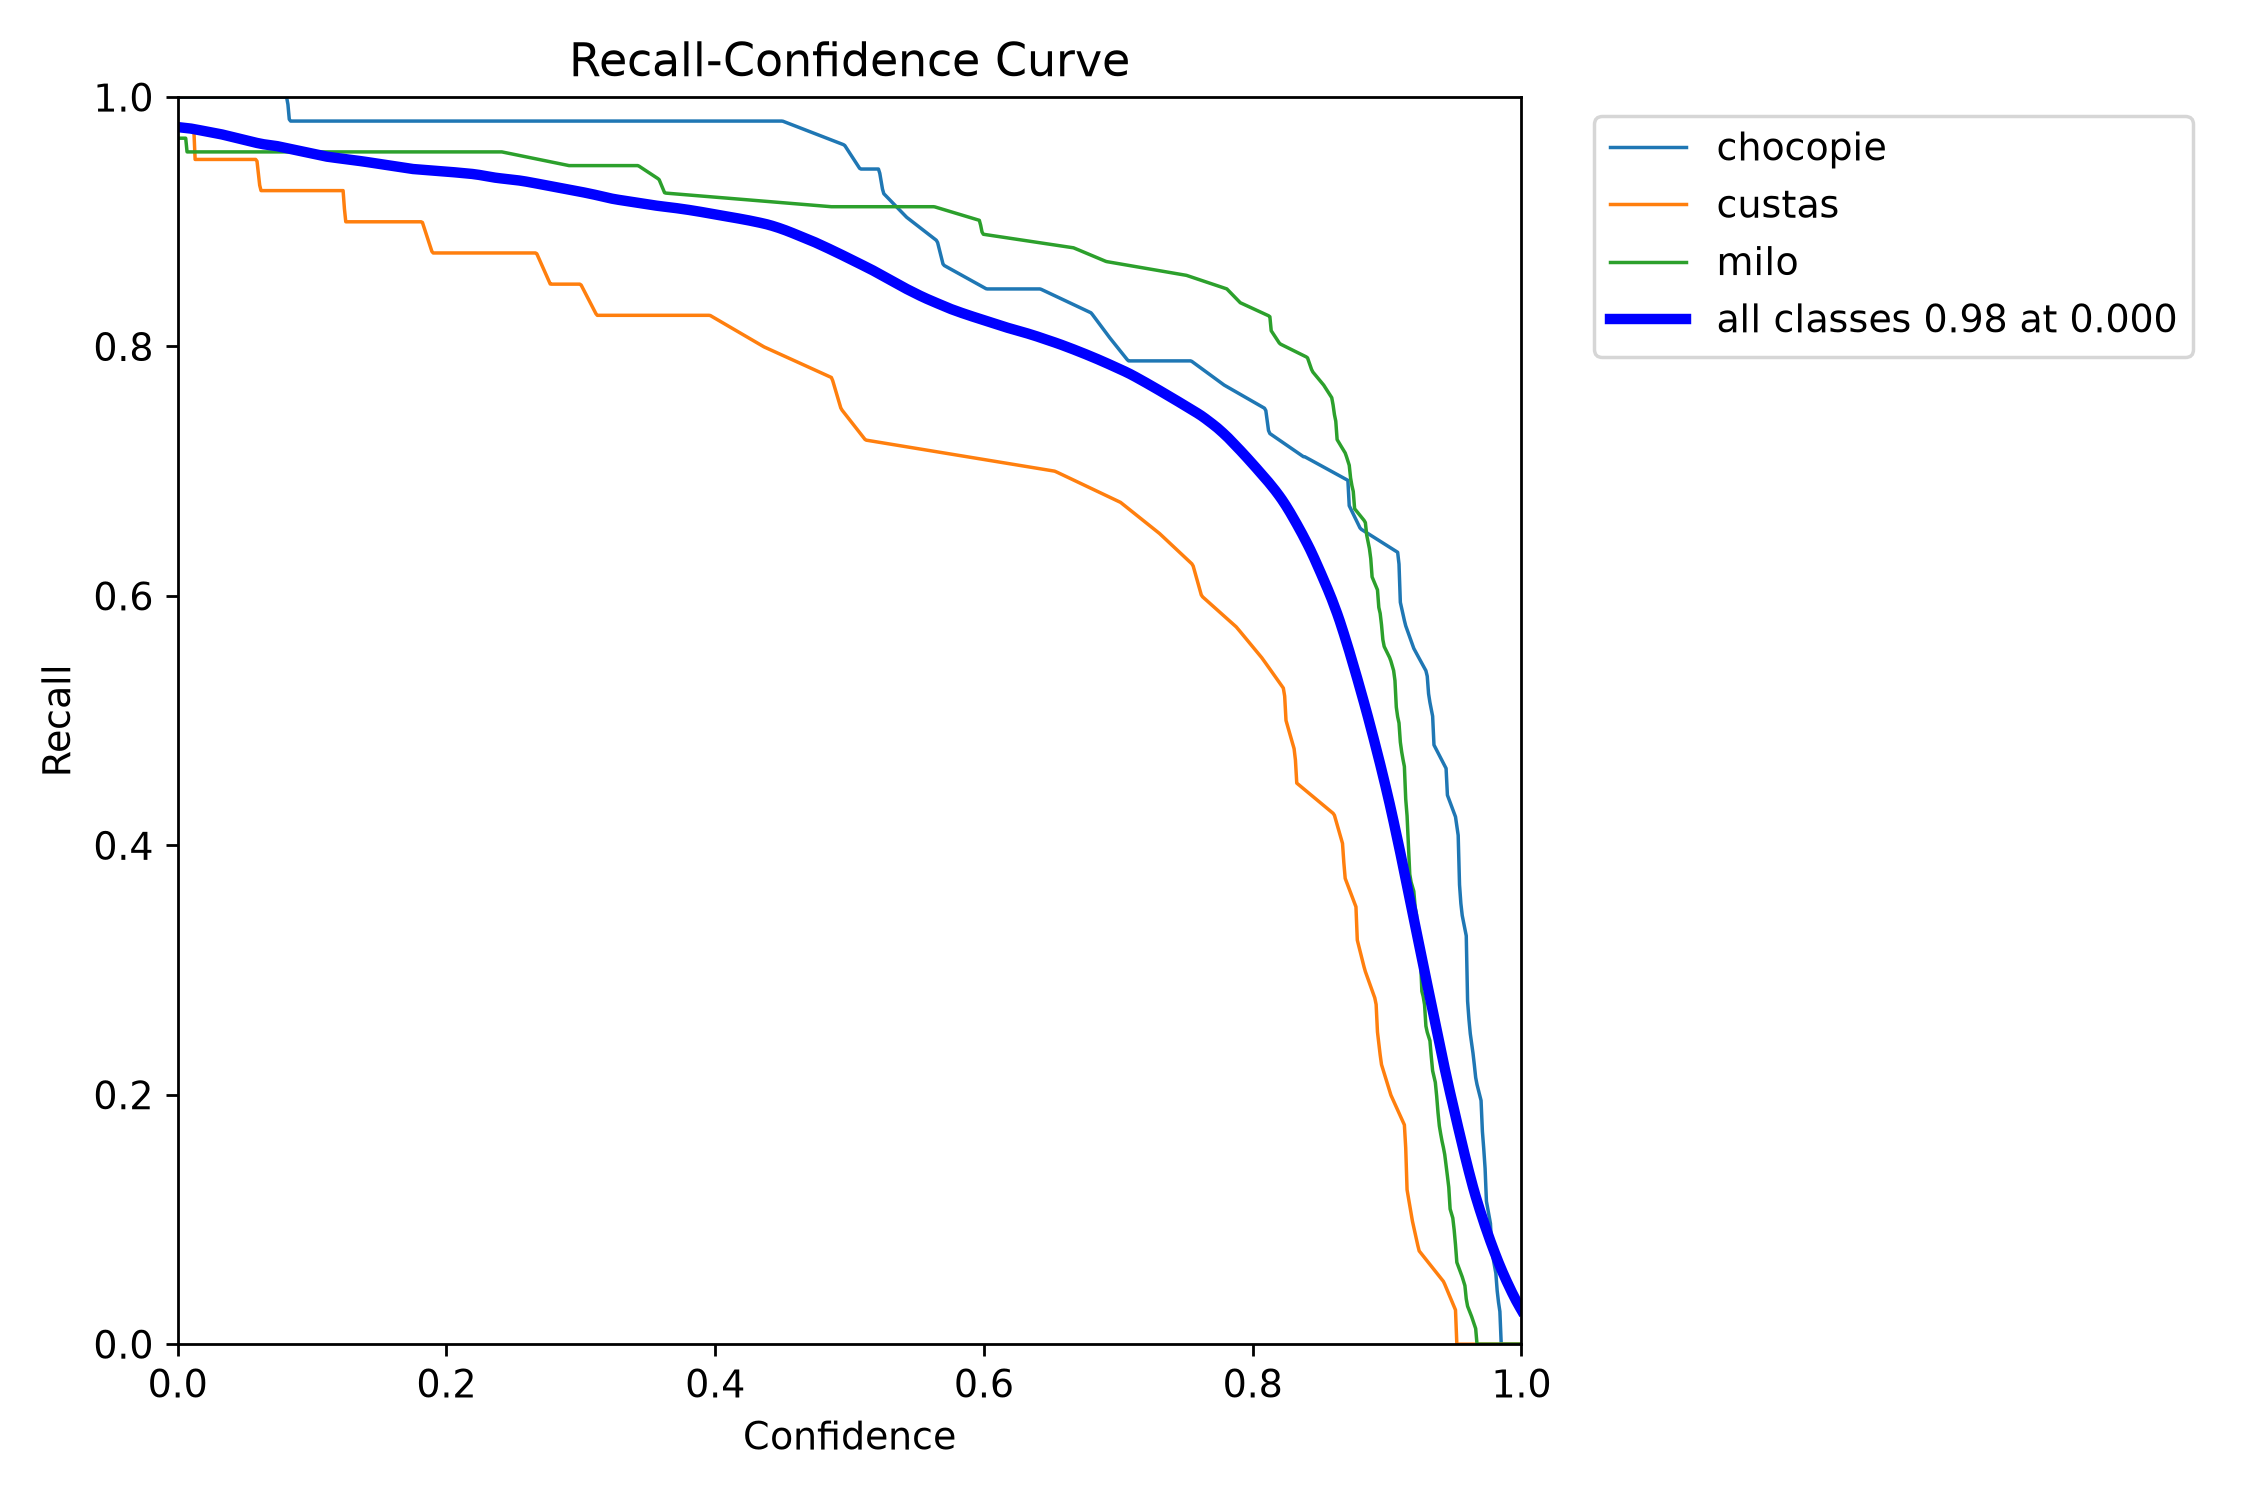 Recall-Confidence Curve
1.0
0.8
0.6
0.4
0.2
0.0
Recall
0.0 0.2 0.4 0.6 0.8 1.0
Confidence
chocopie
custas
milo
all classes 0.98 at 0.000